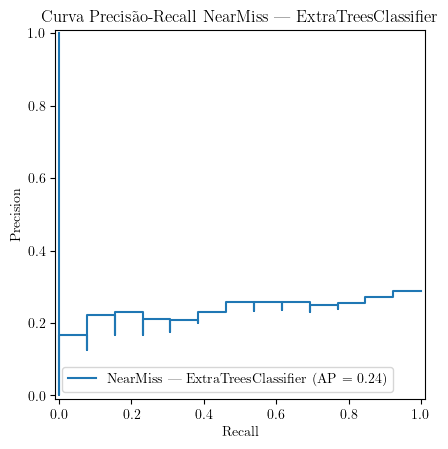 Curva Precisão-Recall NearMiss — ExtraTreesClassifier
1.0
0.8
0.6
0.4
0.2
0.0
Precision
NearMiss — ExtraTreesClassifier (AP = 0.24)
0.0 0.2 0.4 0.6 0.8 1.0
Recall